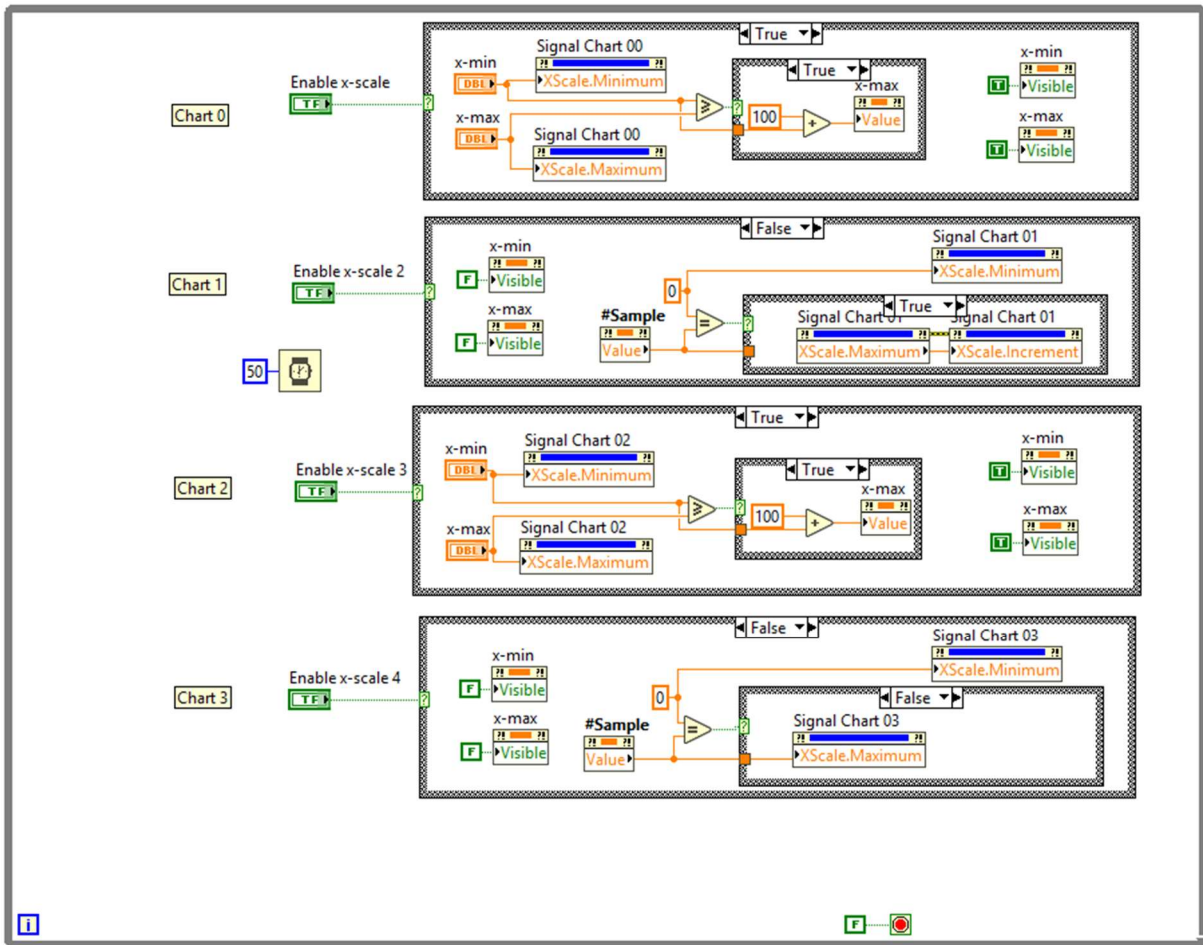 True
Signal Chart 00
x-min
DBL
XScale.Minimum
True
x-max
Value
x-min
Visible
Enable x-scale
TF
?
Chart 0
x-max
DBL
?
100
+
T
x-max
Visible
T
Signal Chart 00
XScale.Maximum
False
Signal Chart 01
x-min
XScale.Minimum
Enable x-scale 2
TF
?
Chart 1
F
Visible
0
x-max
F
Visible
#Sample
Value
=
?
True
Signal Chart 01
Signal Chart 01
XScale.Maximum
XScale.Increment
50
True
x-min
DBL
Signal Chart 02
XScale.Minimum
True
x-max
Value
x-min
T
Visible
Enable x-scale 3
TF
?
Chart 2
x-max
DBL
Signal Chart 02
XScale.Maximum
?
100
+
x-max
T
Visible
False
Signal Chart 03
x-min
XScale.Minimum
Enable x-scale 4
TF
?
Chart 3
F
Visible
0
x-max
F
Visible
#Sample
Value
=
?
False
Signal Chart 03
XScale.Maximum
i
F